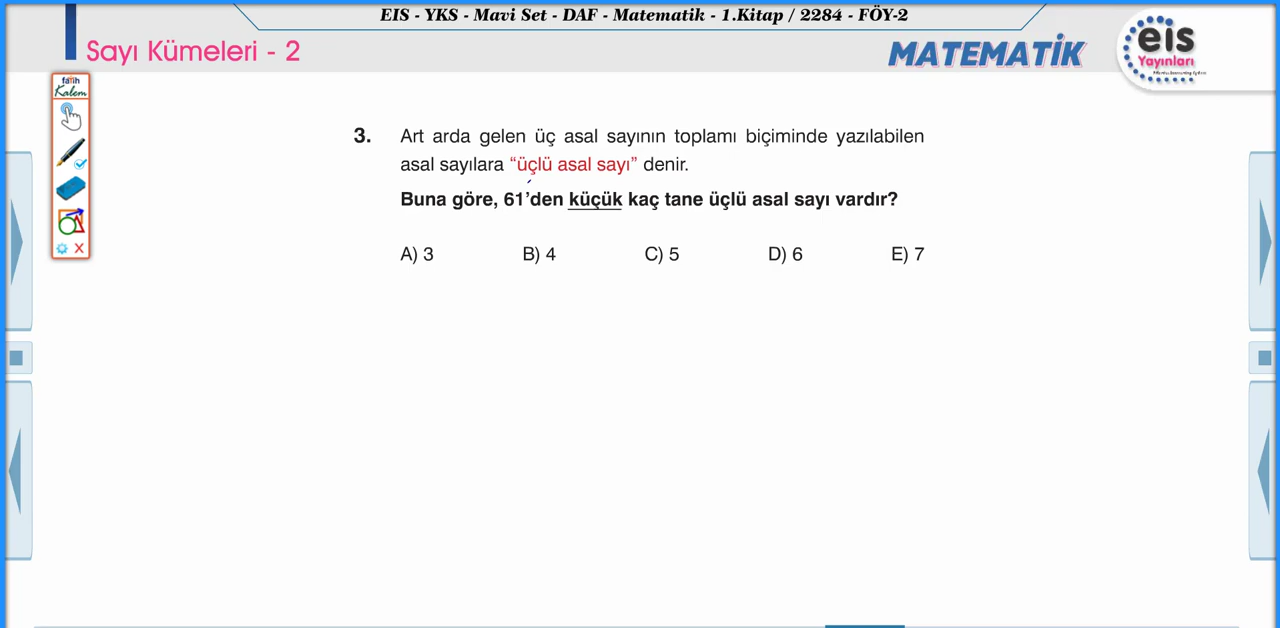 EIS - YKS - Mavi Set - DAF - Matematik - 1.Kitap / 2284 - FÖY-2
Sayı Kümeleri - 2
MATEMATİK
eis
Yayınları
fatih
Kalem
3. Art arda gelen üç asal sayının toplamı biçiminde yazılabilen
asal sayılara “üçlü asal sayı” denir.
Buna göre, 61’den küçük kaç tane üçlü asal sayı vardır?
A) 3 B) 4 C) 5 D) 6 E) 7